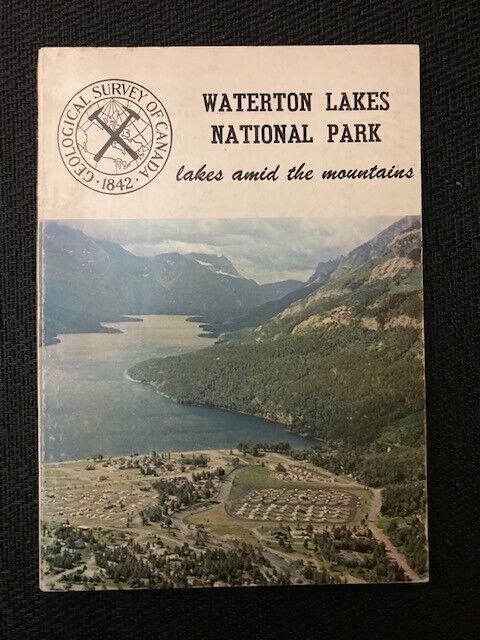 GEOLOGICAL SURVEY OF CANADA
· 1842 ·
WATERTON LAKES
NATIONAL PARK
lakes amid the mountains